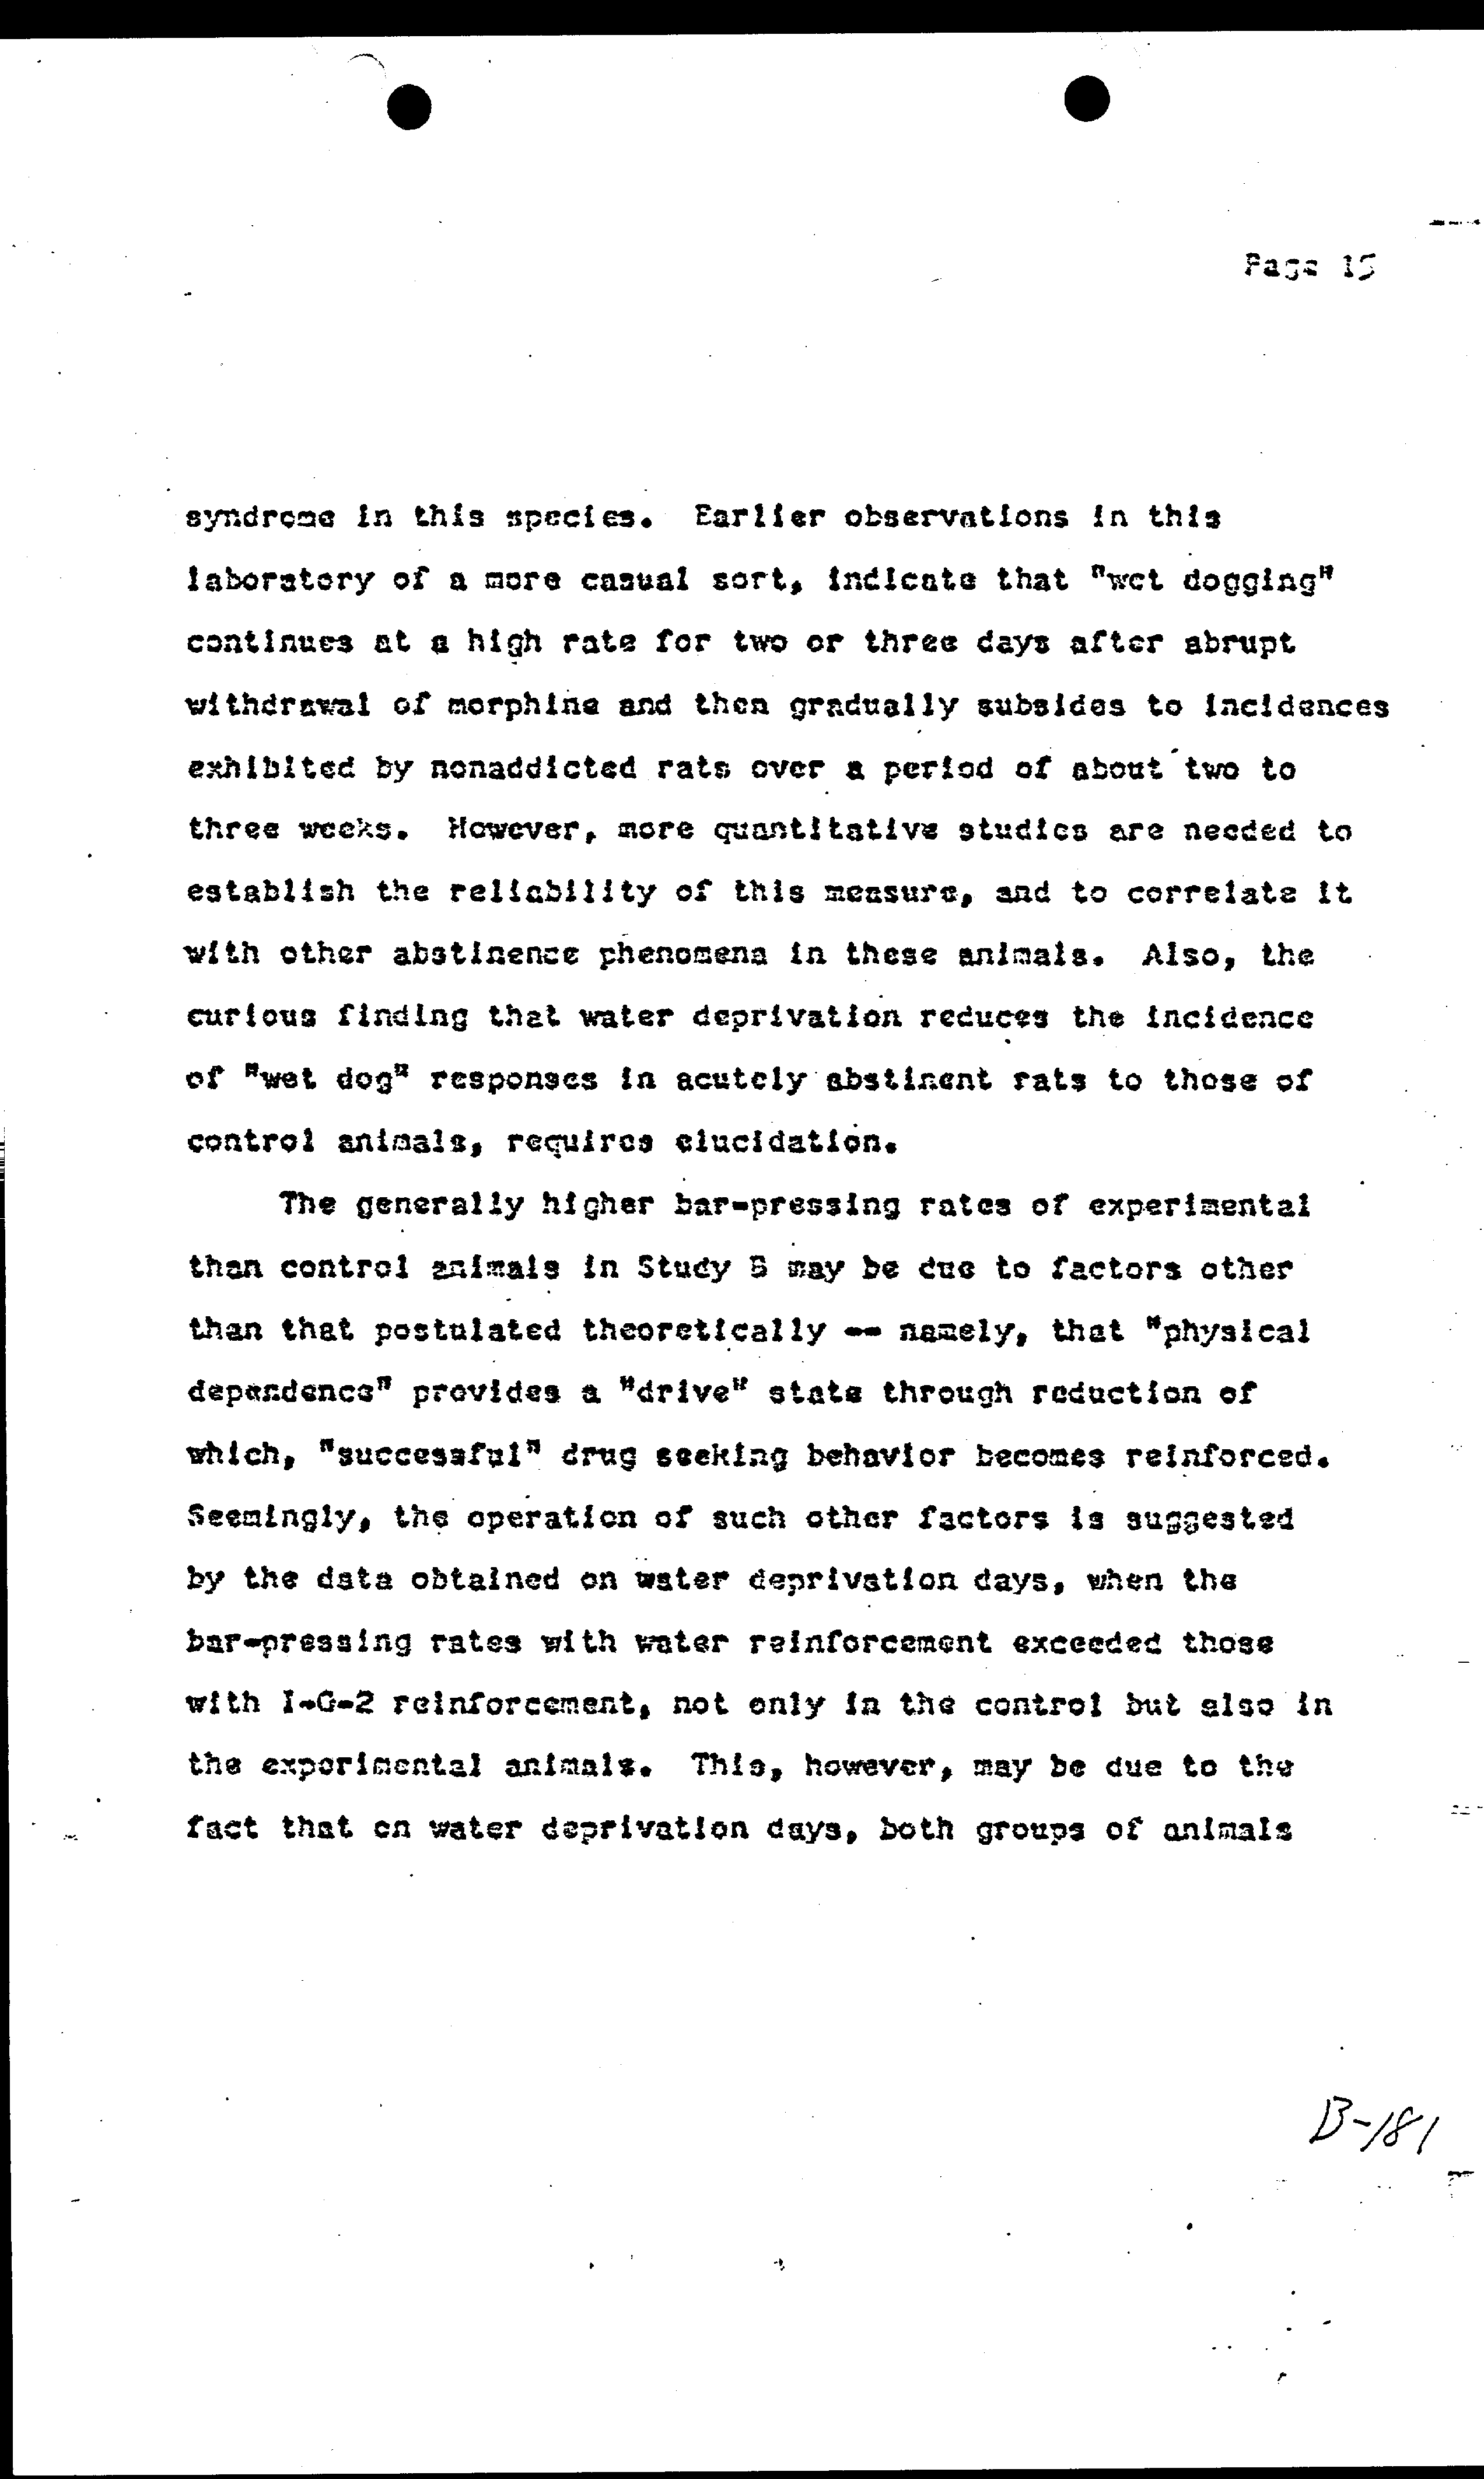 Page 15
syndrome in this species. Earlier observations in this
laboratory of a more casual sort, indicate that "wet dogging"
continues at a high rate for two or three days after abrupt
withdrawal of morphine and then gradually subsides to incidences
exhibited by nonaddicted rats over a period of about two to
three weeks. However, more quantitative studies are needed to
establish the reliability of this measure, and to correlate it
with other abstinence phenomena in these animals. Also, the
curious finding that water deprivation reduces the incidence
of "wet dog" responses in acutely abstinent rats to those of
control animals, requires elucidation.
The generally higher bar-pressing rates of experimental
than control animals in Study B may be due to factors other
than that postulated theoretically -- namely, that "physical
dependence" provides a "drive" state through reduction of
which, "successful" drug seeking behavior becomes reinforced.
Seemingly, the operation of such other factors is suggested
by the data obtained on water deprivation days, when the
bar-pressing rates with water reinforcement exceeded those
with I-G-2 reinforcement, not only in the control but also in
the experimental animals. This, however, may be due to the
fact that on water deprivation days, both groups of animals
B-181